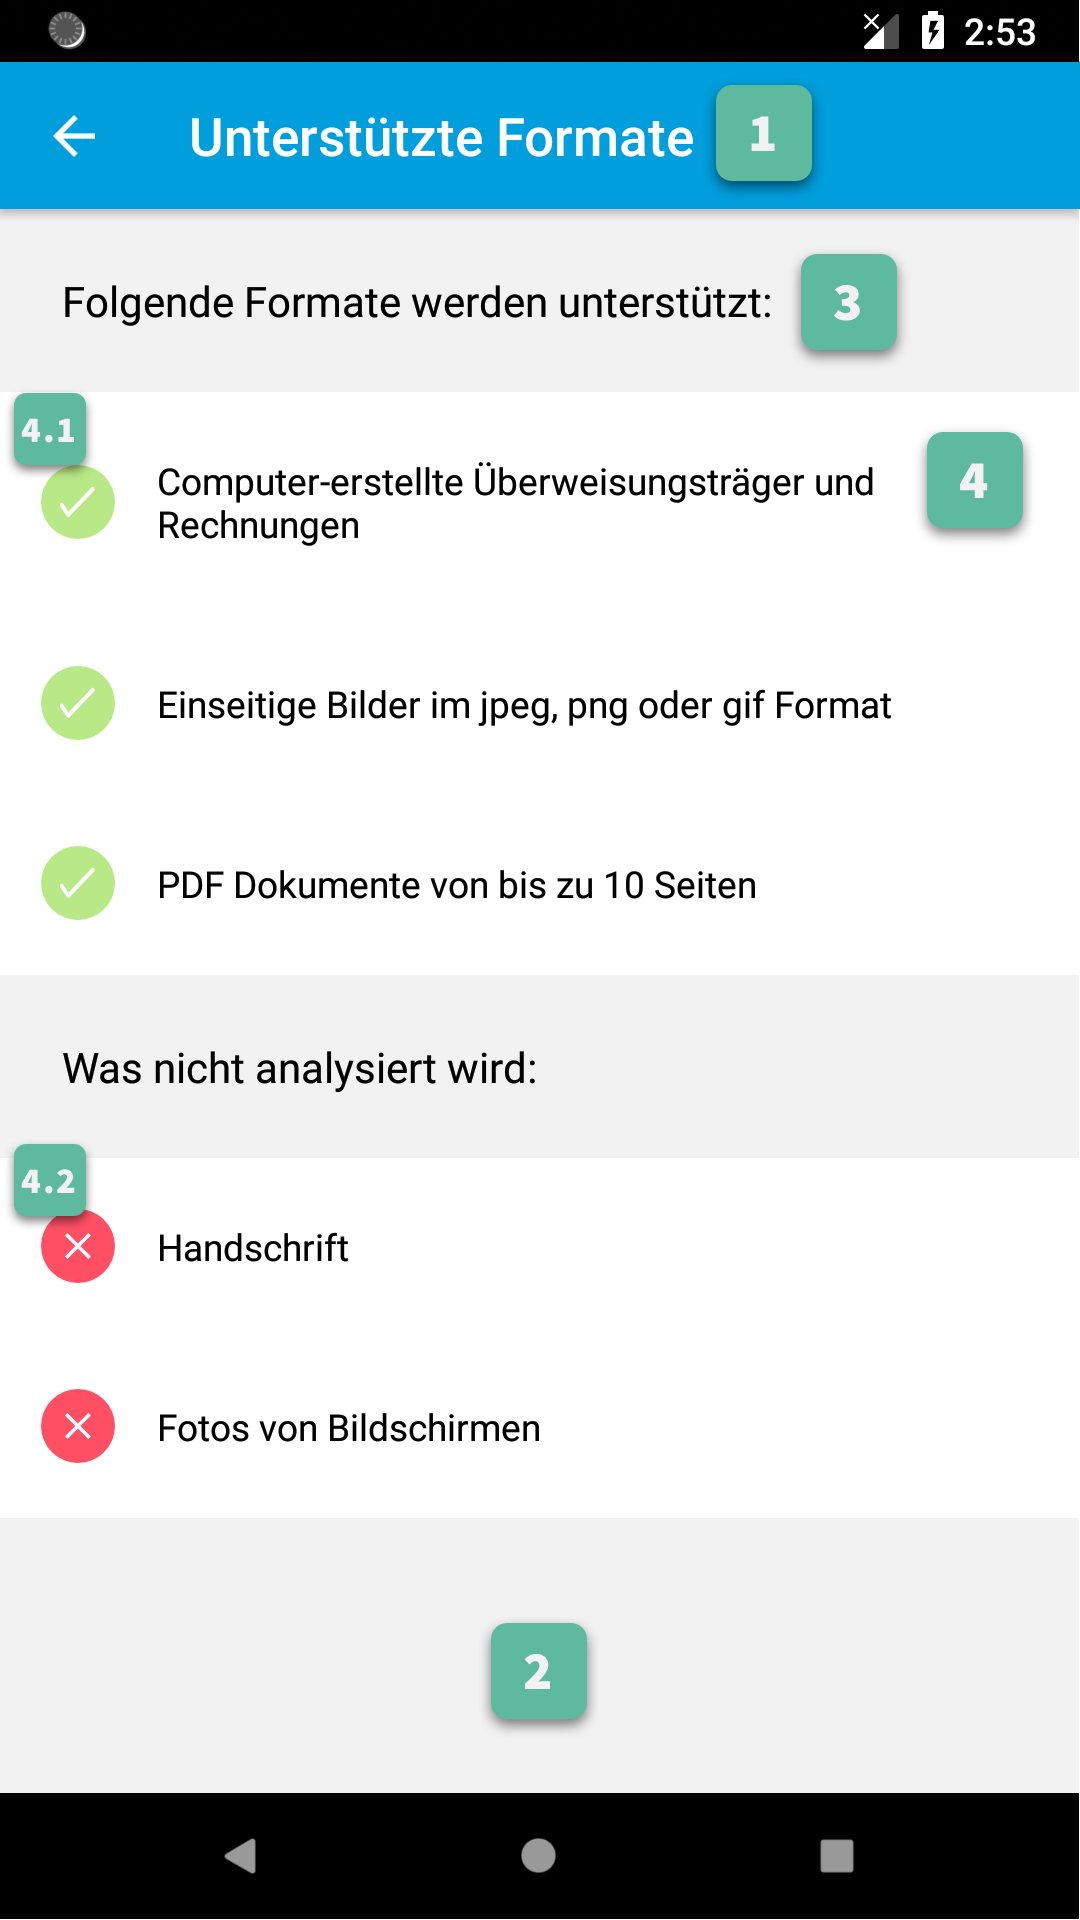 2:53
Unterstützte Formate 1
Folgende Formate werden unterstützt: 3
4.1
Computer-erstellte Überweisungsträger und 4
Rechnungen
Einseitige Bilder im jpeg, png oder gif Format
PDF Dokumente von bis zu 10 Seiten
Was nicht analysiert wird:
4.2
Handschrift
Fotos von Bildschirmen
2